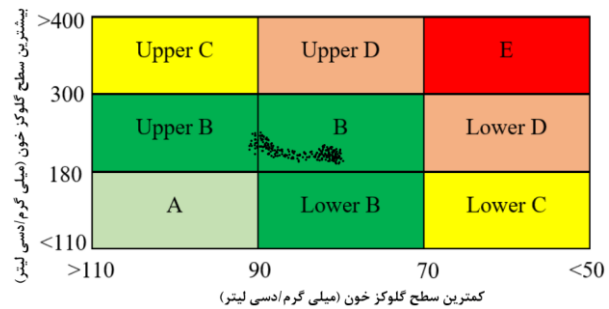 بیشترین سطح گلوکز خون (میلی گرم/دسی لیتر)
>400
Upper C Upper D E
300
Upper B B Lower D
180
A Lower B Lower C
<110
>110 90 70 <50
کمترین سطح گلوکز خون (میلی گرم/دسی لیتر)